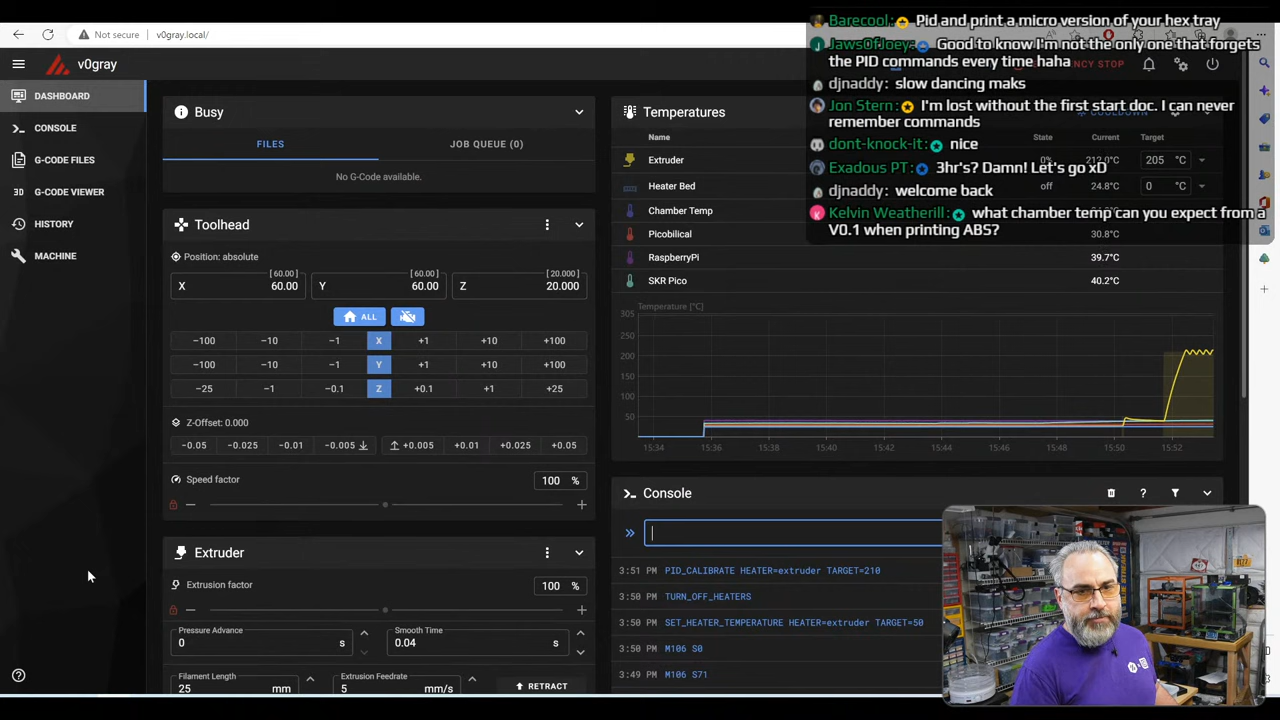 Not secure
v0gray.local/
v0gray
DASHBOARD
CONSOLE
G-CODE FILES
G-CODE VIEWER
HISTORY
MACHINE
Busy
FILES
JOB QUEUE (0)
No G-Code available.
Toolhead
Position: absolute
[ 60.00 ]
[ 60.00 ]
[ 20.000 ]
X
60.00
Y
60.00
Z
20.000
ALL
−100
−10
−1
X
+1
+10
+100
−100
−10
−1
Y
+1
+10
+100
−25
−1
−0.1
Z
+0.1
+1
+25
Z-Offset: 0.000
−0.05
−0.025
−0.01
−0.005
+0.005
+0.01
+0.025
+0.05
Speed factor
100
%
Extruder
Extrusion factor
100
%
Pressure Advance
0
s
Smooth Time
0.04
s
Filament Length
25
mm
Extrusion Feedrate
5
mm/s
RETRACT
Temperatures
COOLDOWN
Name
State
Current
Target
Extruder
0%
212.0°C
205
°C
Heater Bed
off
24.8°C
0
°C
Chamber Temp
Picobilical
30.8°C
RaspberryPi
39.7°C
SKR Pico
40.2°C
Temperature [°C]
305
250
200
150
100
50
15:34
15:36
15:38
15:40
15:42
15:44
15:46
15:48
15:50
15:52
Console
3:51 PM
PID_CALIBRATE HEATER=extruder TARGET=210
3:50 PM
TURN_OFF_HEATERS
3:50 PM
SET_HEATER_TEMPERATURE HEATER=extruder TARGET=50
3:50 PM
M106 S0
3:49 PM
M106 S71
Barecool: Pid and print a micro version of your hex tray
JawsOfJoey: Good to know I'm not the only one that forgets
the PID commands every time haha
djnaddy: slow dancing maks
Jon Stern: I'm lost without the first start doc. I can never
remember commands
dont-knock-it: nice
Exadous PT: 3hr's? Damn! Let's go xD
djnaddy: welcome back
Kelvin Weatherill: what chamber temp can you expect from a
V0.1 when printing ABS?